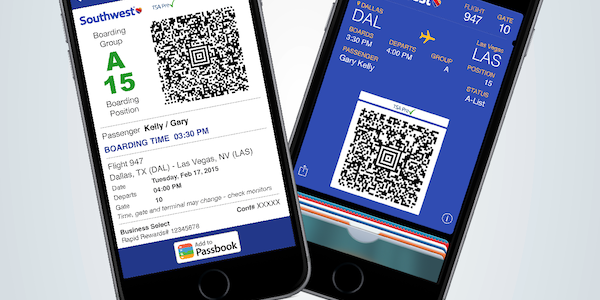 Southwest
TSA Pre✓
Boarding
Group
A
15
Boarding
Position
Passenger Kelly / Gary
BOARDING TIME 03:30 PM
Flight 947
Dallas, TX (DAL) - Las Vegas, NV (LAS)
Date Tuesday, Feb 17, 2015
Departs 04:00 PM
Gate 10
Time, gate and terminal may change - check monitors
Business Select Conf# XXXXX
Rapid Rewards# 12345678
Add to
Passbook
Southwest
FLIGHT GATE
947 10
DALLAS Las Vegas
DAL LAS
BOARDS DEPARTS GROUP POSITION
3:30 PM 4:00 PM A 15
PASSENGER STATUS
Gary Kelly A-List
TSA Pre✓